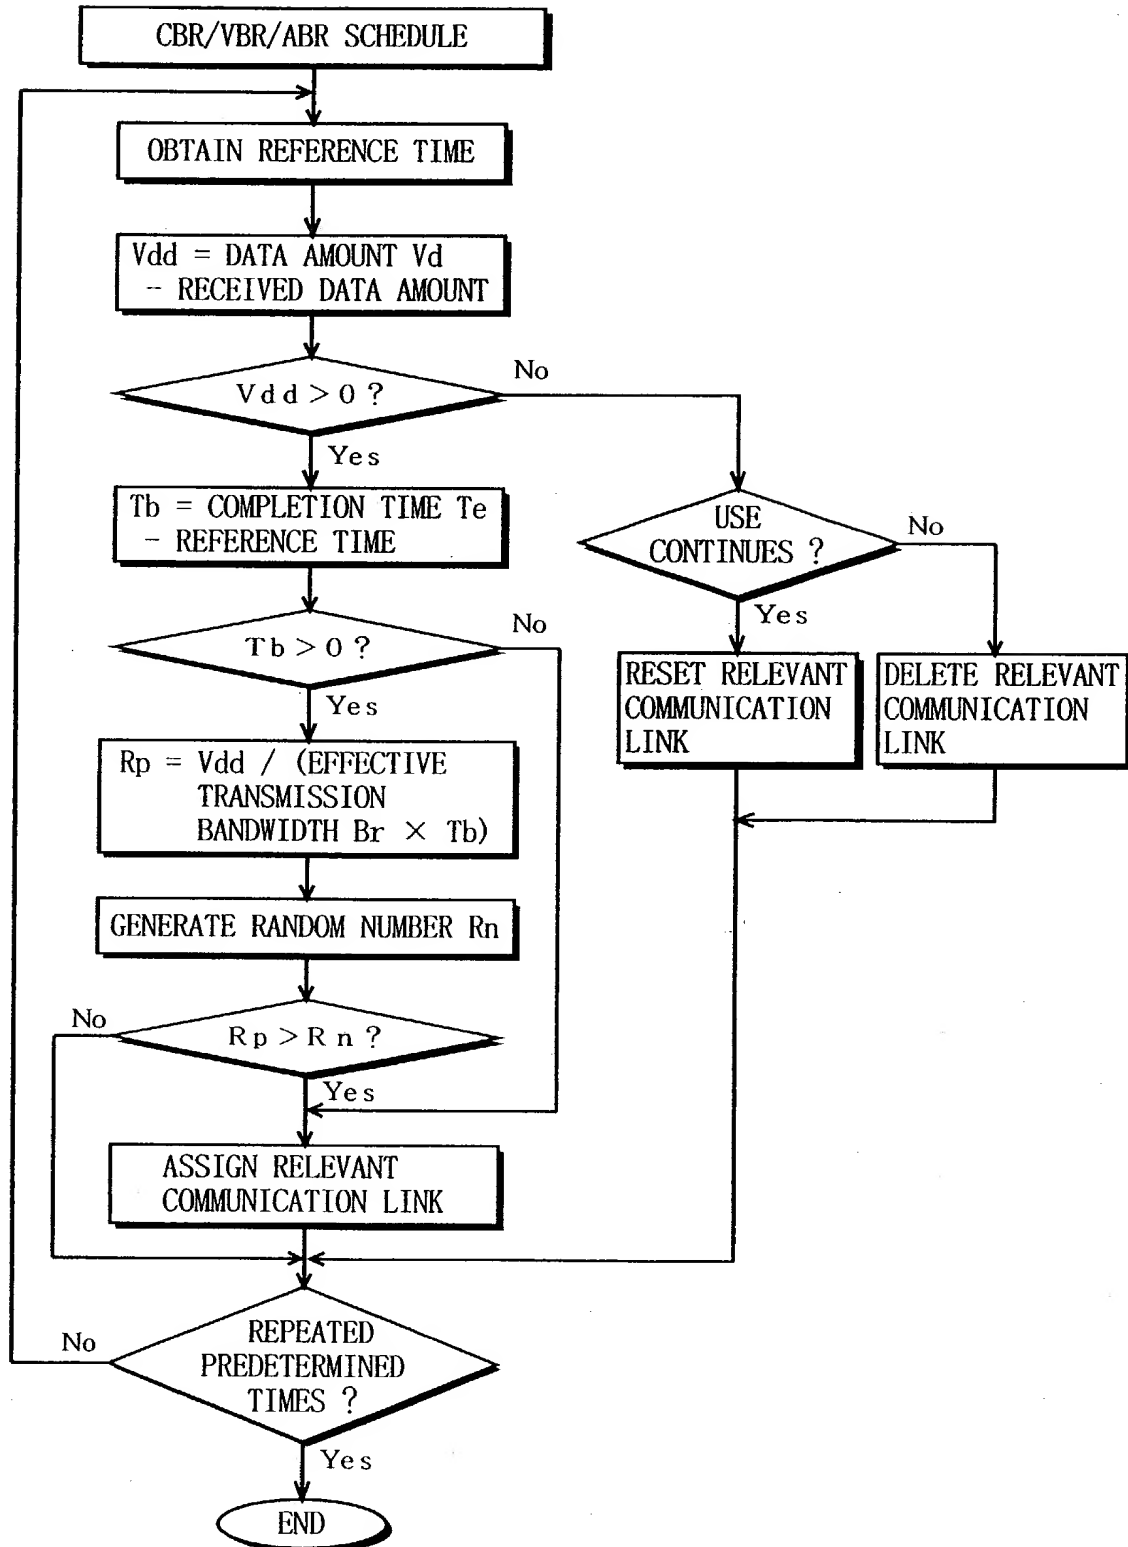 CBR/VBR/ABR SCHEDULE
OBTAIN REFERENCE TIME
Vdd = DATA AMOUNT Vd
- RECEIVED DATA AMOUNT
Vdd > 0 ?
No
Yes
Tb = COMPLETION TIME Te
- REFERENCE TIME
USE
CONTINUES ?
No
Yes
Tb > 0 ?
No
Yes
RESET RELEVANT
COMMUNICATION
LINK
DELETE RELEVANT
COMMUNICATION
LINK
Rp = Vdd / (EFFECTIVE
TRANSMISSION
BANDWIDTH Br × Tb)
GENERATE RANDOM NUMBER Rn
No
Rp > Rn ?
Yes
ASSIGN RELEVANT
COMMUNICATION LINK
No
REPEATED
PREDETERMINED
TIMES ?
Yes
END